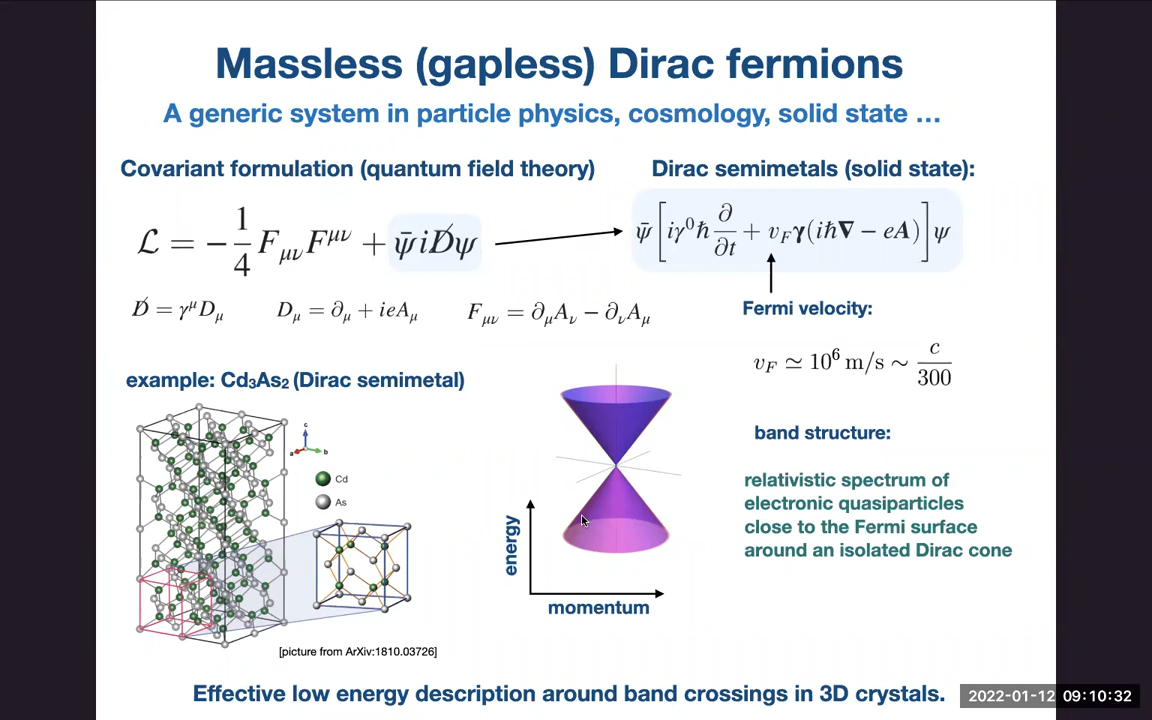 Massless (gapless) Dirac fermions
A generic system in particle physics, cosmology, solid state …
Covariant formulation (quantum field theory)
ℒ = −1/4 F_μν F^μν + ψ̄iD̸ψ
D̸ = γ^μ D_μ    D_μ = ∂_μ + ieA_μ    F_μν = ∂_μ A_ν − ∂_ν A_μ
Dirac semimetals (solid state):
ψ̄[iγ⁰ħ ∂/∂t + v_F γ(iħ∇ − eA)]ψ
Fermi velocity:
v_F ≃ 10⁶ m/s ∼ c/300
example: Cd₃As₂ (Dirac semimetal)
c
a b
Cd
As
[picture from ArXiv:1810.03726]
energy
momentum
band structure:
relativistic spectrum of
electronic quasiparticles
close to the Fermi surface
around an isolated Dirac cone
Effective low energy description around band crossings in 3D crystals.
2022-01-12 09:10:32